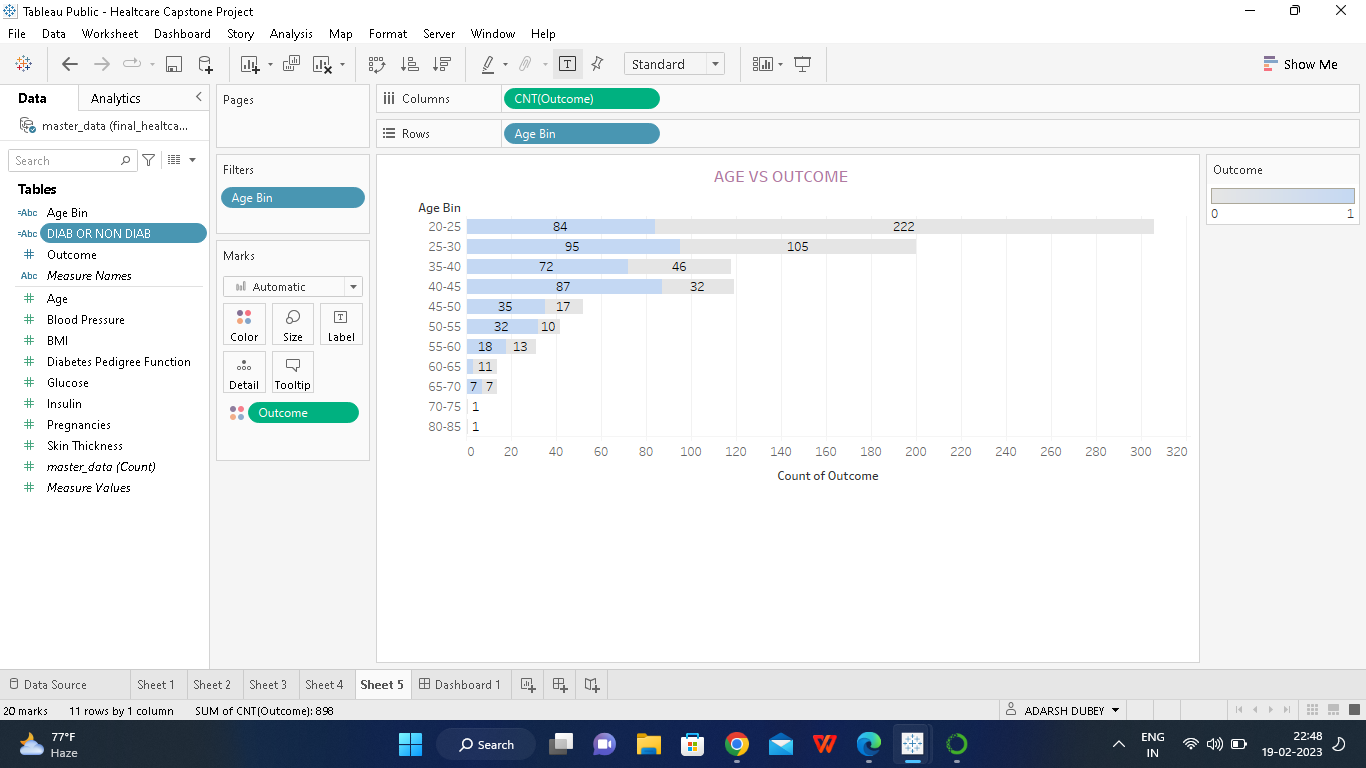 Tableau Public - Healtcare Capstone Project
File Data Worksheet Dashboard Story Analysis Map Format Server Window Help
Standard
Show Me
Data Analytics
master_data (final_healtca...
Search
Tables
=Abc Age Bin
=Abc DIAB OR NON DIAB
# Outcome
Abc Measure Names
# Age
# Blood Pressure
# BMI
# Diabetes Pedigree Function
# Glucose
# Insulin
# Pregnancies
# Skin Thickness
# master_data (Count)
# Measure Values
Pages
Filters
Age Bin
Marks
Automatic
Color Size Label
Detail Tooltip
Outcome
Columns CNT(Outcome)
Rows Age Bin
AGE VS OUTCOME
Age Bin
20-25 84 222
25-30 95 105
35-40 72 46
40-45 87 32
45-50 35 17
50-55 32 10
55-60 18 13
60-65 11
65-70 7 7
70-75 1
80-85 1
0 20 40 60 80 100 120 140 160 180 200 220 240 260 280 300 320
Count of Outcome
Outcome
0 1
Data Source Sheet 1 Sheet 2 Sheet 3 Sheet 4 Sheet 5 Dashboard 1
20 marks 11 rows by 1 column SUM of CNT(Outcome): 898
ADARSH DUBEY
77°F
Haze
Search
ENG
IN
22:48
19-02-2023